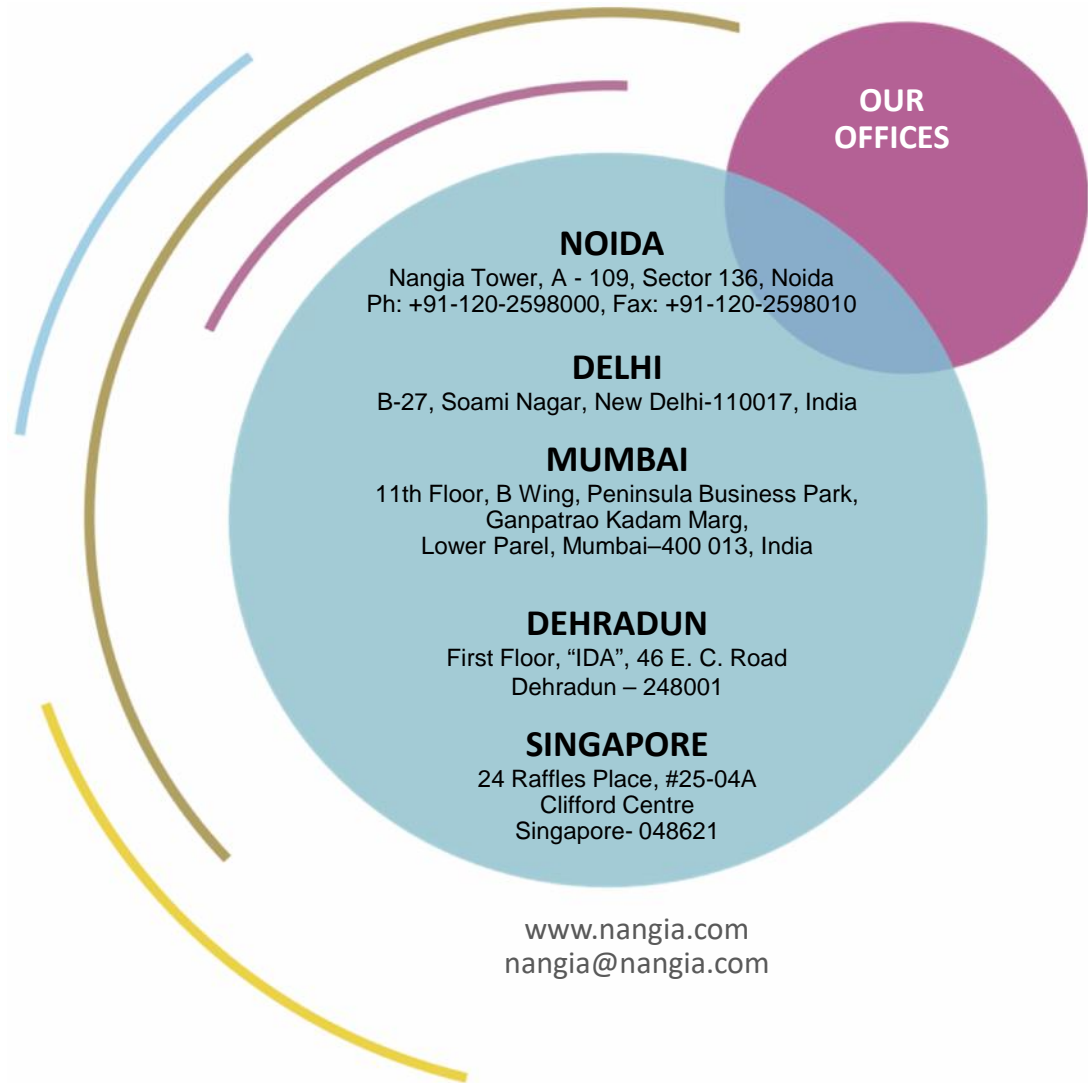 OUR
OFFICES
NOIDA
Nangia Tower, A - 109, Sector 136, Noida
Ph: +91-120-2598000, Fax: +91-120-2598010
DELHI
B-27, Soami Nagar, New Delhi-110017, India
MUMBAI
11th Floor, B Wing, Peninsula Business Park,
Ganpatrao Kadam Marg,
Lower Parel, Mumbai–400 013, India
DEHRADUN
First Floor, “IDA”, 46 E. C. Road
Dehradun – 248001
SINGAPORE
24 Raffles Place, #25-04A
Clifford Centre
Singapore- 048621
www.nangia.com
nangia@nangia.com